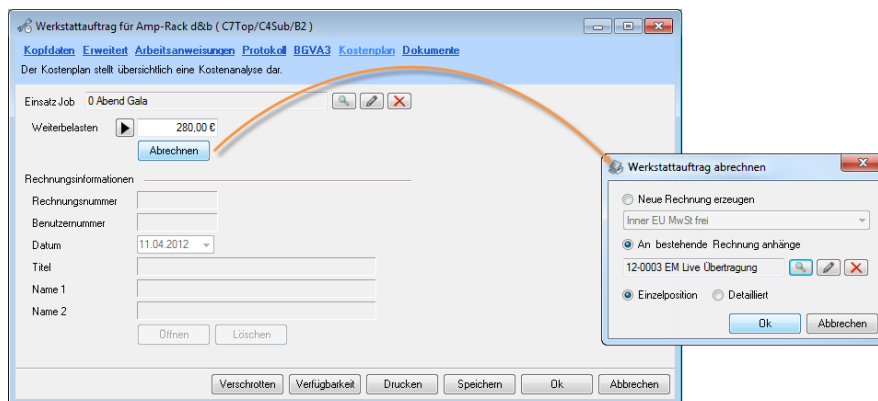 Werkstattauftrag für Amp-Rack d&b ( C7Top/C4Sub/B2 )
Kopfdaten Erweitert Arbeitsanweisungen Protokoll BGVA3 Kostenplan Dokumente
Der Kostenplan stellt übersichtlich eine Kostenanalyse dar.
Einsatz Job 0 Abend Gala
Weiterbelasten 280,00 €
Abrechnen
Rechnungsinformationen
Rechnungsnummer
Benutzernummer
Datum 11.04.2012
Titel
Name 1
Name 2
Öffnen Löschen
Verschrotten Verfügbarkeit Drucken Speichern Ok Abbrechen
Werkstattauftrag abrechnen
Neue Rechnung erzeugen
Inner EU MwSt frei
An bestehende Rechnung anhänge
12-0003 EM Live Übertragung
Einzelposition Detailliert
Ok Abbrechen